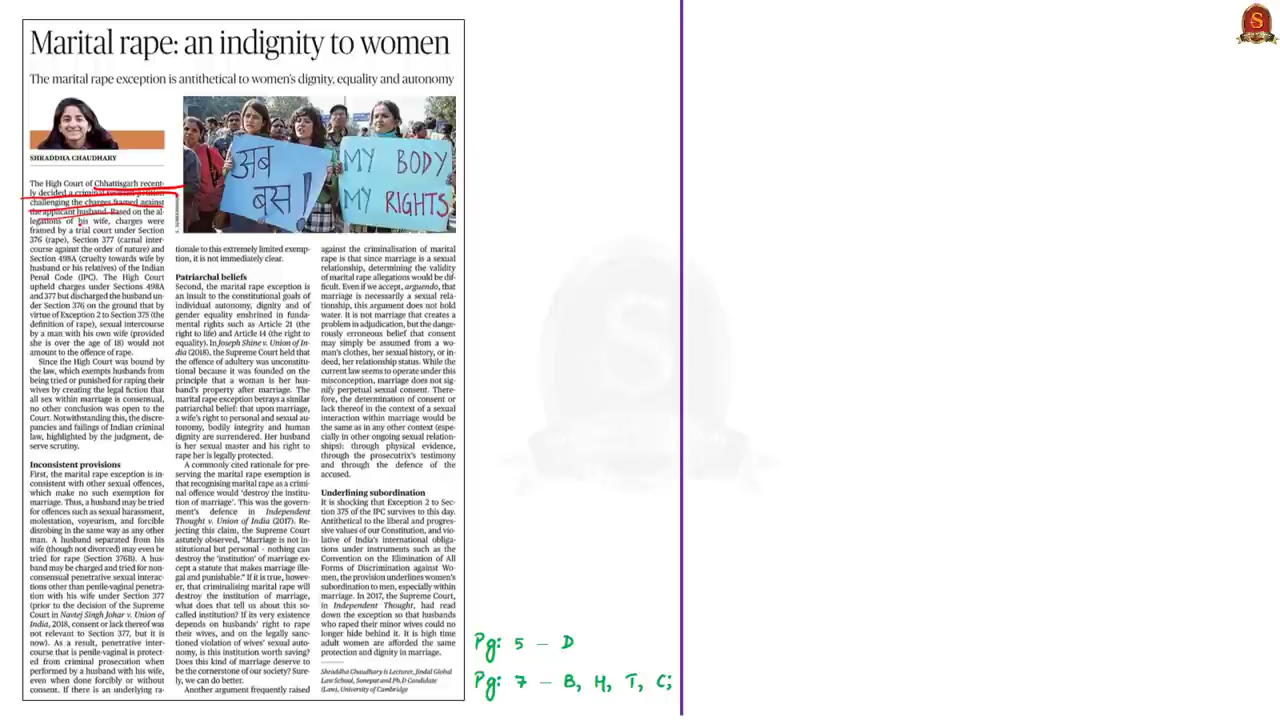 Marital rape: an indignity to women
The marital rape exception is antithetical to women's dignity, equality and autonomy
SHRADDHA CHAUDHARY
अब
बस!
MY BODY
MY RIGHTS
The High Court of Chhattisgarh recent-
ly decided a criminal
challenging the charges framed against
the applicant husband. Based on the al-
legations of his wife, charges were
framed by a trial court under Section
376 (rape), Section 377 (carnal inter-
course against the order of nature) and
Section 498A (cruelty towards wife by
husband or his relatives) of the Indian
Penal Code (IPC). The High Court
upheld charges under Sections 498A
and 377 but discharged the husband un-
der Section 376 on the ground that by
virtue of Exception 2 to Section 375 (the
definition of rape), sexual intercourse
by a man with his own wife (provided
she is over the age of 18) would not
amount to the offence of rape.
Since the High Court was bound by
the law, which exempts husbands from
being tried or punished for raping their
wives by creating the legal fiction that
all sex within marriage is consensual,
no other conclusion was open to the
Court. Notwithstanding this, the discre-
pancies and failings of Indian criminal
law, highlighted by the judgment, de-
serve scrutiny.
Inconsistent provisions
First, the marital rape exception is in-
consistent with other sexual offences,
which make no such exemption for
marriage. Thus, a husband may be tried
for offences such as sexual harassment,
molestation, voyeurism, and forcible
disrobing in the same way as any other
man. A husband separated from his
wife (though not divorced) may even be
tried for rape (Section 376B). A hus-
band may be charged and tried for non-
consensual penetrative sexual interac-
tions other than penile-vaginal penetra-
tion with his wife under Section 377
(prior to the decision of the Supreme
Court in Navtej Singh Johar v. Union of
India, 2018, consent or lack thereof was
not relevant to Section 377, but it is
now). As a result, penetrative inter-
course that is penile-vaginal is protect-
ed from criminal prosecution when
performed by a husband with his wife,
even when done forcibly or without
consent. If there is an underlying ra-
tionale to this extremely limited exemp-
tion, it is not immediately clear.
Patriarchal beliefs
Second, the marital rape exception is
an insult to the constitutional goals of
individual autonomy, dignity and of
gender equality enshrined in funda-
mental rights such as Article 21 (the
right to life) and Article 14 (the right to
equality). In Joseph Shine v. Union of In-
dia (2018), the Supreme Court held that
the offence of adultery was unconstitu-
tional because it was founded on the
principle that a woman is her hus-
band's property after marriage. The
marital rape exception betrays a similar
patriarchal belief: that upon marriage,
a wife's right to personal and sexual au-
tonomy, bodily integrity and human
dignity are surrendered. Her husband
is her sexual master and his right to
rape her is legally protected.
A commonly cited rationale for pre-
serving the marital rape exemption is
that recognising marital rape as a crim-
inal offence would 'destroy the institu-
tion of marriage'. This was the govern-
ment's defence in Independent
Thought v. Union of India (2017). Re-
jecting this claim, the Supreme Court
astutely observed, "Marriage is not in-
stitutional but personal - nothing can
destroy the 'institution' of marriage ex-
cept a statute that makes marriage ille-
gal and punishable." If it is true, howev-
er, that criminalising marital rape will
destroy the institution of marriage,
what does that tell us about this so-
called institution? If its very existence
depends on husbands' right to rape
their wives, and on the legally sanc-
tioned violation of wives' sexual auto-
nomy, is this institution worth saving?
Does this kind of marriage deserve to
be the cornerstone of our society? Sure-
ly, we can do better.
Another argument frequently raised
against the criminalisation of marital
rape is that since marriage is a sexual
relationship, determining the validity
of marital rape allegations would be dif-
ficult. Even if we accept, arguendo, that
marriage is necessarily a sexual rela-
tionship, this argument does not hold
water. It is not marriage that creates a
problem in adjudication, but the dange-
rously erroneous belief that consent
may simply be assumed from a wo-
man's clothes, her sexual history, or in-
deed, her relationship status. While the
current law seems to operate under this
misconception, marriage does not sig-
nify perpetual sexual consent. There-
fore, the determination of consent or
lack thereof in the context of a sexual
interaction within marriage would be
the same as in any other context (espe-
cially in other ongoing sexual relation-
ships): through physical evidence,
through the prosecutrix's testimony
and through the defence of the
accused.
Underlining subordination
It is shocking that Exception 2 to Sec-
tion 375 of the IPC survives to this day.
Antithetical to the liberal and progres-
sive values of our Constitution, and vio-
lative of India's international obliga-
tions under instruments such as the
Convention on the Elimination of All
Forms of Discrimination against Wo-
men, the provision underlines women's
subordination to men, especially within
marriage. In 2017, the Supreme Court,
in Independent Thought, had read
down the exception so that husbands
who raped their minor wives could no
longer hide behind it. It is high time
adult women are afforded the same
protection and dignity in marriage.
Shraddha Chaudhary is Lecturer, Jindal Global
Law School, Sonepat and Ph.D Candidate
(Law), University of Cambridge
Pg: 5 – D
Pg: 7 – B, H, T, C;
S